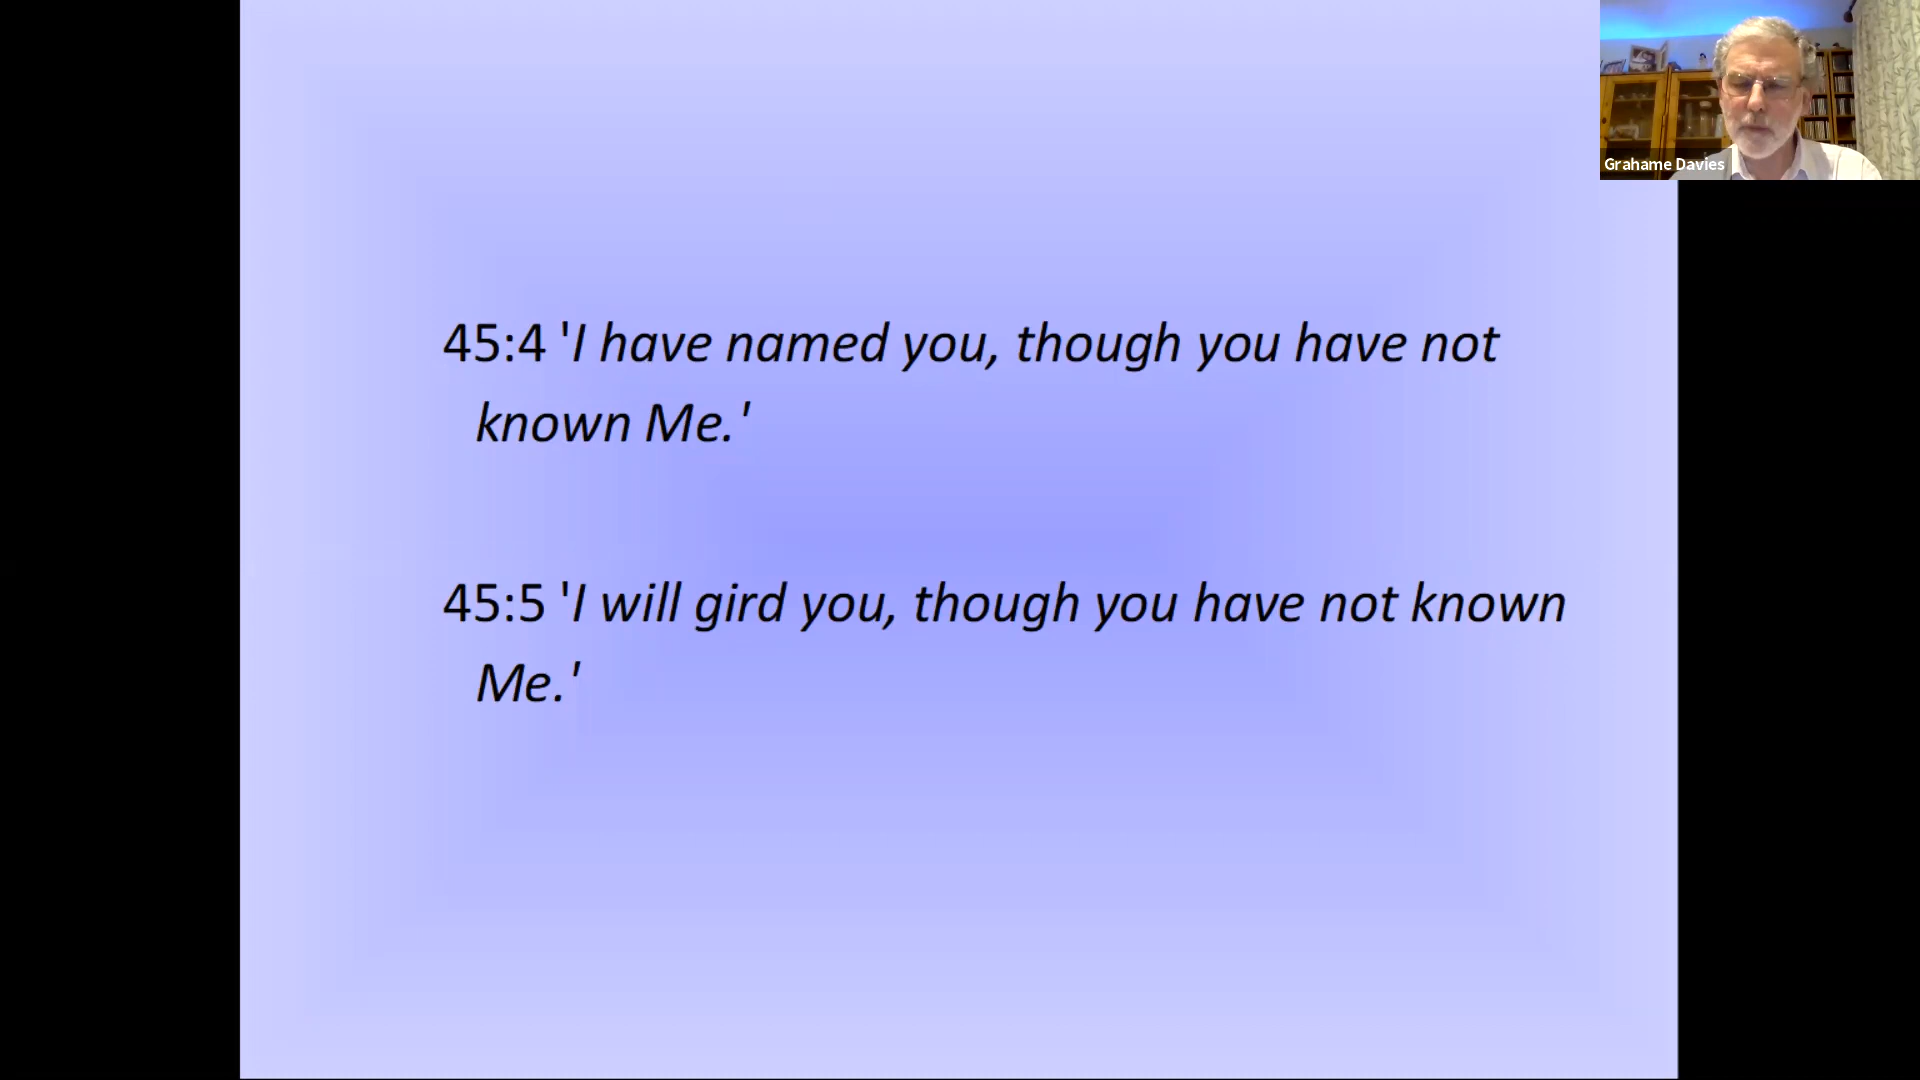 Grahame Davies
45:4 'I have named you, though you have not
known Me.'
45:5 'I will gird you, though you have not known
Me.'